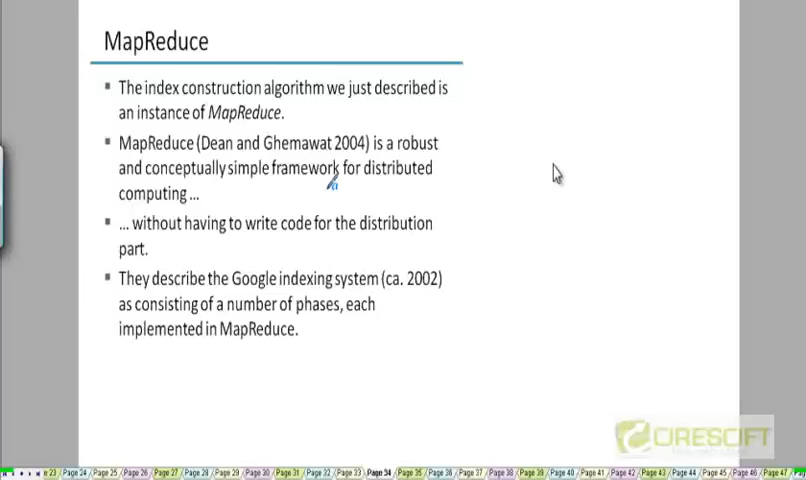 MapReduce
▪ The index construction algorithm we just described is
an instance of MapReduce.
▪ MapReduce (Dean and Ghemawat 2004) is a robust
and conceptually simple framework for distributed
computing …
▪ … without having to write code for the distribution
part.
▪ They describe the Google indexing system (ca. 2002)
as consisting of a number of phases, each
implemented in MapReduce.
CIRESCIFT
e 23 Page 24 Page 25 Page 26 Page 27 Page 28 Page 29 Page 30 Page 31 Page 32 Page 33 Page 34 Page 35 Page 36 Page 37 Page 38 Page 39 Page 40 Page 41 Page 42 Page 43 Page 44 Page 45 Page 46 Page 47